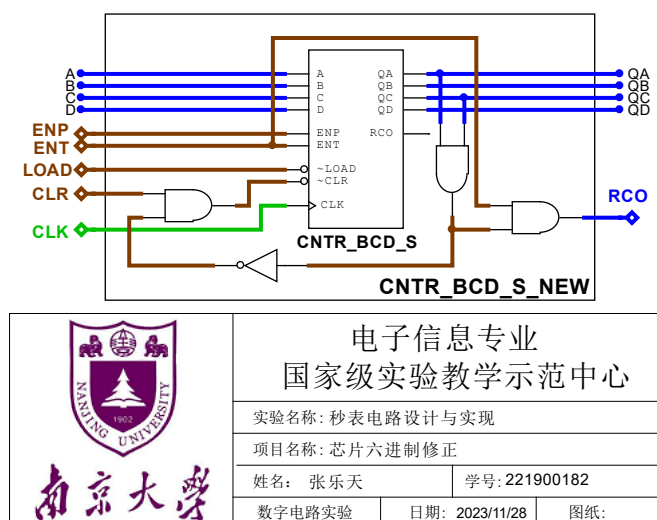 A
B
C
D
ENP
ENT
LOAD
CLR
CLK
A QA
B QB
C QC
D QD
ENP RCO
ENT
~LOAD
~CLR
CLK
CNTR_BCD_S
QA
QB
QC
QD
RCO
CNTR_BCD_S_NEW
NANJING UNIVERSITY
1902
南京大学
电子信息专业
国家级实验教学示范中心
实验名称: 秒表电路设计与实现
项目名称: 芯片六进制修正
姓名: 张乐天 学号: 221900182
数字电路实验 日期: 2023/11/28 图纸: